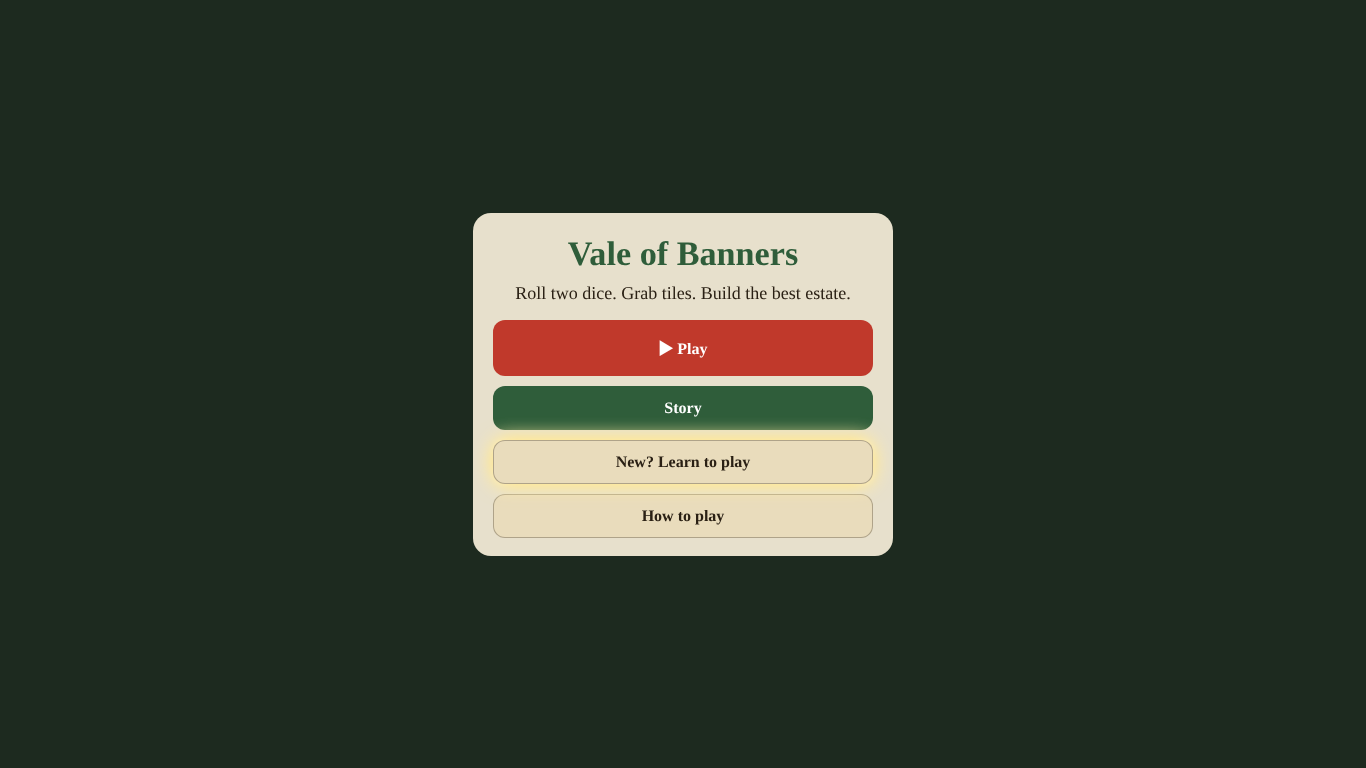 Vale of Banners
Roll two dice. Grab tiles. Build the best estate.
▶ Play
Story
New? Learn to play
How to play